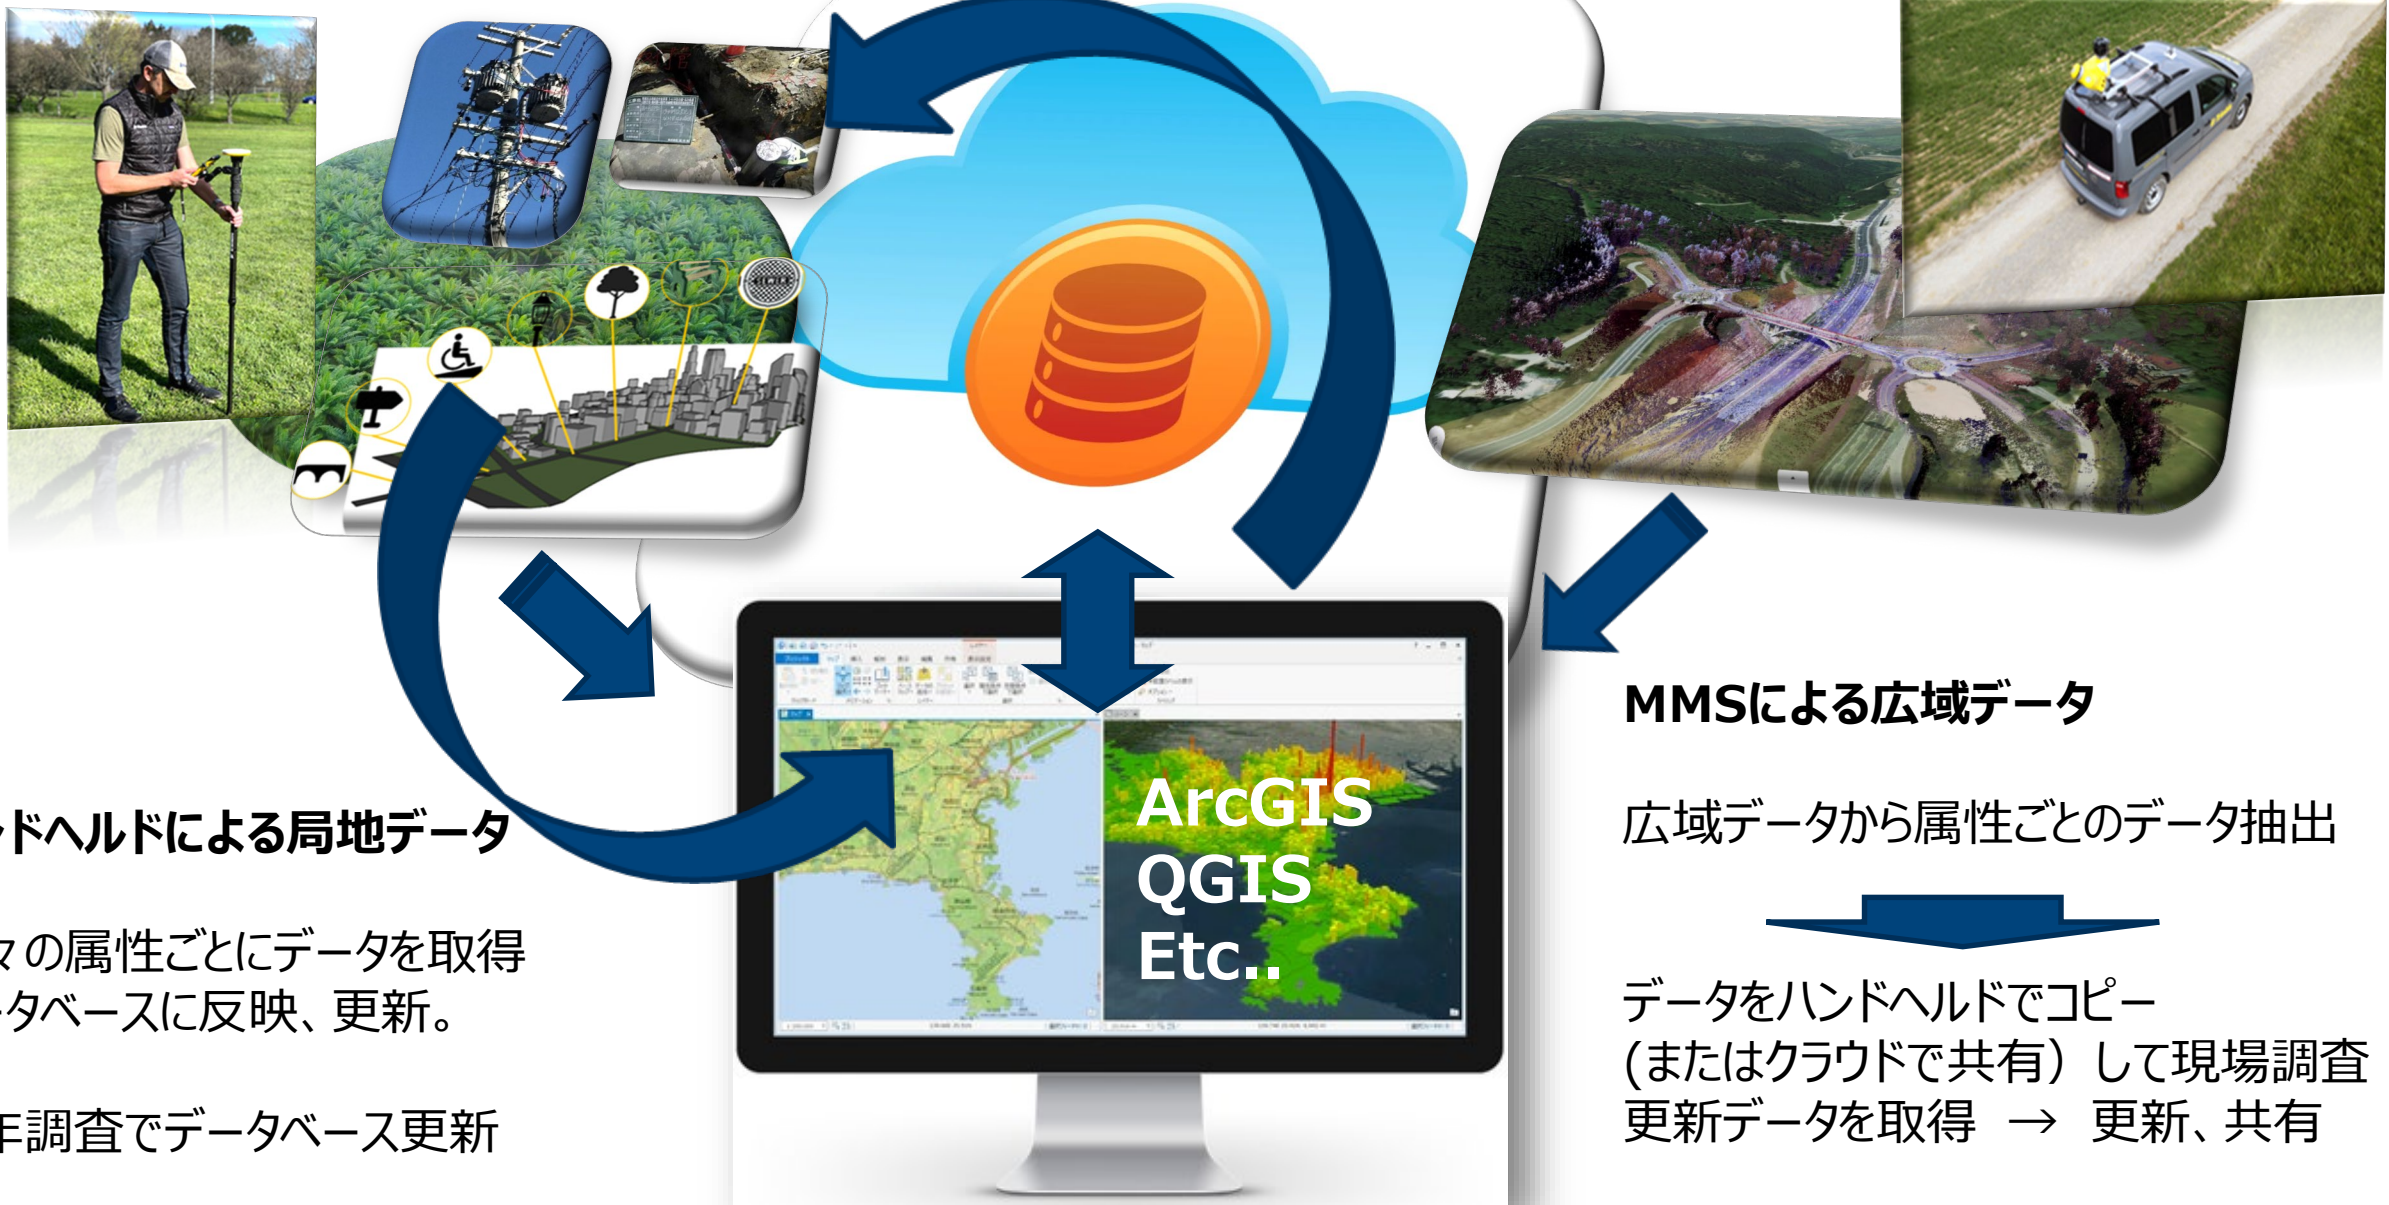 ンドヘルドによる局地データ
々の属性ごとにデータを取得
ータベースに反映、更新。
年調査でデータベース更新
ArcGIS
QGIS
Etc..
MMSによる広域データ
広域データから属性ごとのデータ抽出
データをハンドヘルドでコピー
(またはクラウドで共有) して現場調査
更新データを取得 → 更新、共有